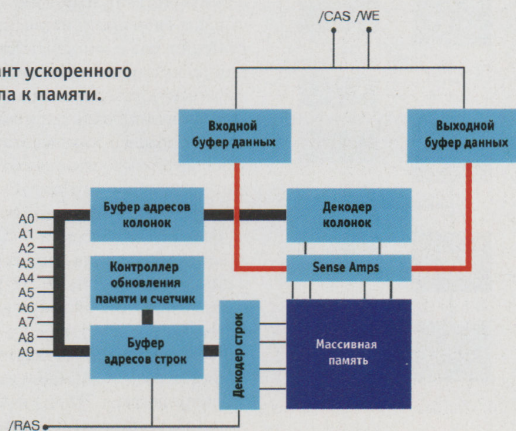 /CAS /WE
ускоренного
к памяти.
Входной
буфер данных
Выходной
буфер данных
Буфер адресов
колонок
Декодер
колонок
A0
A1
A2
A3
A4
A5
A6
A7
A8
A9
Контроллер
обновления
памяти и счетчик
Sense Amps
Буфер
адресов строк
Декодер строк
Массивная
память
/RAS